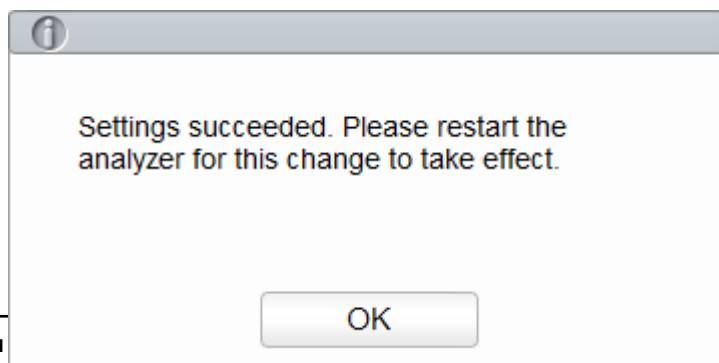 Settings succeeded. Please restart the
analyzer for this change to take effect.
OK